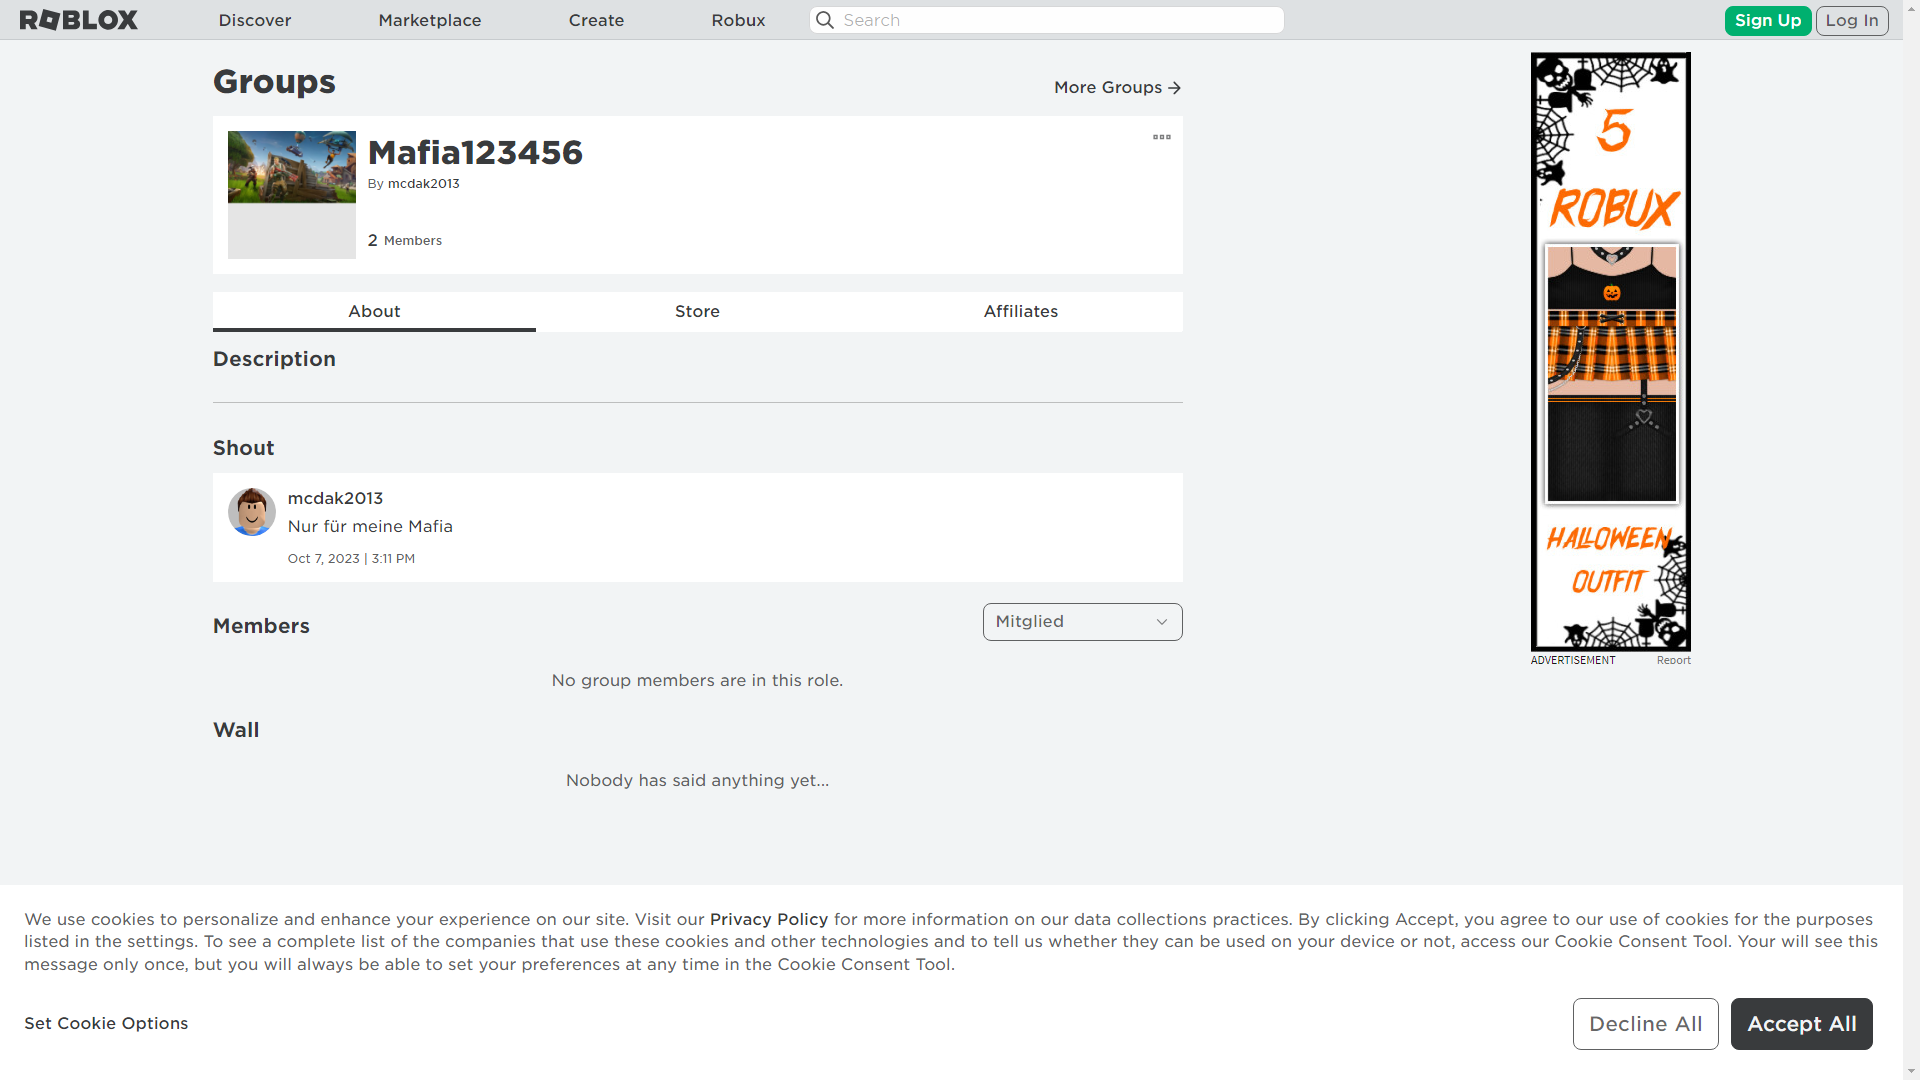 ROBLOX
Discover
Marketplace
Create
Robux
Search
Sign Up
Log In
Groups
More Groups
Mafia123456
By mcdak2013
2 Members
About
Store
Affiliates
Description
Shout
mcdak2013
Nur für meine Mafia
Oct 7, 2023 | 3:11 PM
Members
Mitglied
No group members are in this role.
Wall
Nobody has said anything yet...
5
ROBUX
HALLOWEEN
OUTFIT
ADVERTISEMENT
Report
We use cookies to personalize and enhance your experience on our site. Visit our Privacy Policy for more information on our data collections practices. By clicking Accept, you agree to our use of cookies for the purposes
listed in the settings. To see a complete list of the companies that use these cookies and other technologies and to tell us whether they can be used on your device or not, access our Cookie Consent Tool. Your will see this
message only once, but you will always be able to set your preferences at any time in the Cookie Consent Tool.
Set Cookie Options
Decline All
Accept All